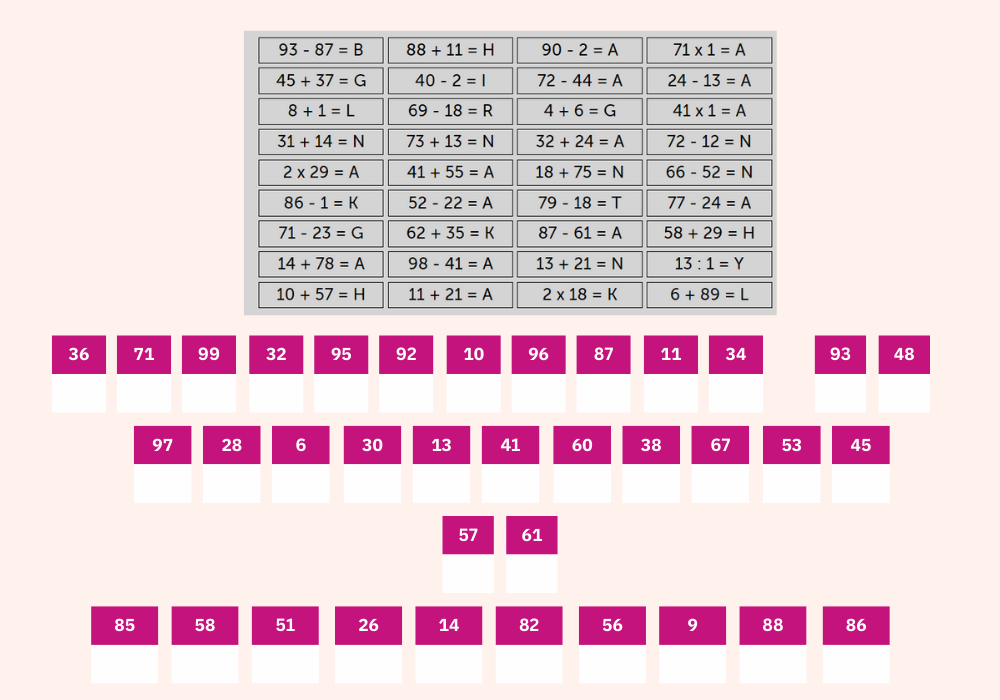 93 - 87 = B 88 + 11 = H 90 - 2 = A 71 x 1 = A
45 + 37 = G 40 - 2 = I 72 - 44 = A 24 - 13 = A
8 + 1 = L 69 - 18 = R 4 + 6 = G 41 x 1 = A
31 + 14 = N 73 + 13 = N 32 + 24 = A 72 - 12 = N
2 x 29 = A 41 + 55 = A 18 + 75 = N 66 - 52 = N
86 - 1 = K 52 - 22 = A 79 - 18 = T 77 - 24 = A
71 - 23 = G 62 + 35 = K 87 - 61 = A 58 + 29 = H
14 + 78 = A 98 - 41 = A 13 + 21 = N 13 : 1 = Y
10 + 57 = H 11 + 21 = A 2 x 18 = K 6 + 89 = L
36 71 99 32 95 92 10 96 87 11 34 93 48
97 28 6 30 13 41 60 38 67 53 45
57 61
85 58 51 26 14 82 56 9 88 86